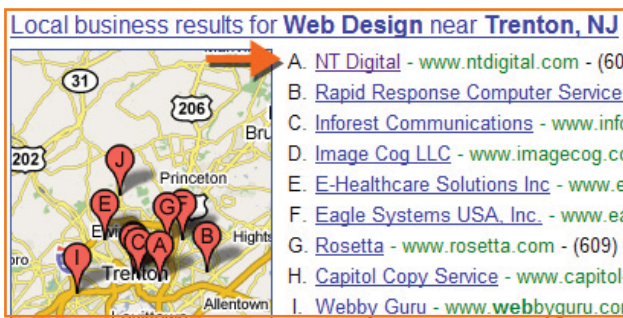 Local business results for Web Design near Trenton, NJ
A. NT Digital - www.ntdigital.com - (60
B. Rapid Response Computer Service
C. Inforest Communications - www.info
D. Image Cog LLC - www.imagecog.co
E. E-Healthcare Solutions Inc - www.e
F. Eagle Systems USA, Inc. - www.ea
G. Rosetta - www.rosetta.com - (609)
H. Capitol Copy Service - www.capitol
I. Webby Guru - www.webbyguru.com
31
206
Bru
202
J
Princeton
E
G
F
Hights
C
A
B
I
Trenton
Allentown